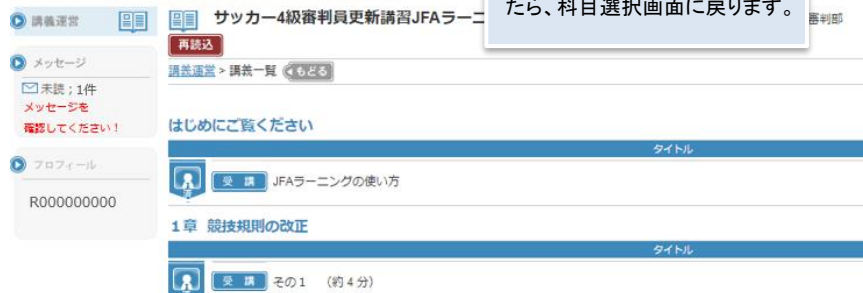 講義運営
メッセージ
未読；1件
メッセージを
確認してください！
プロフィール
R000000000
サッカー4級審判員更新講習JFAラーニ
たら、科目選択画面に戻ります。
審判部
再読込
講義運営 > 講義一覧 もどる
はじめにご覧ください
タイトル
受 講 JFAラーニングの使い方
1章 競技規則の改正
タイトル
受 講 その1 （約4分）